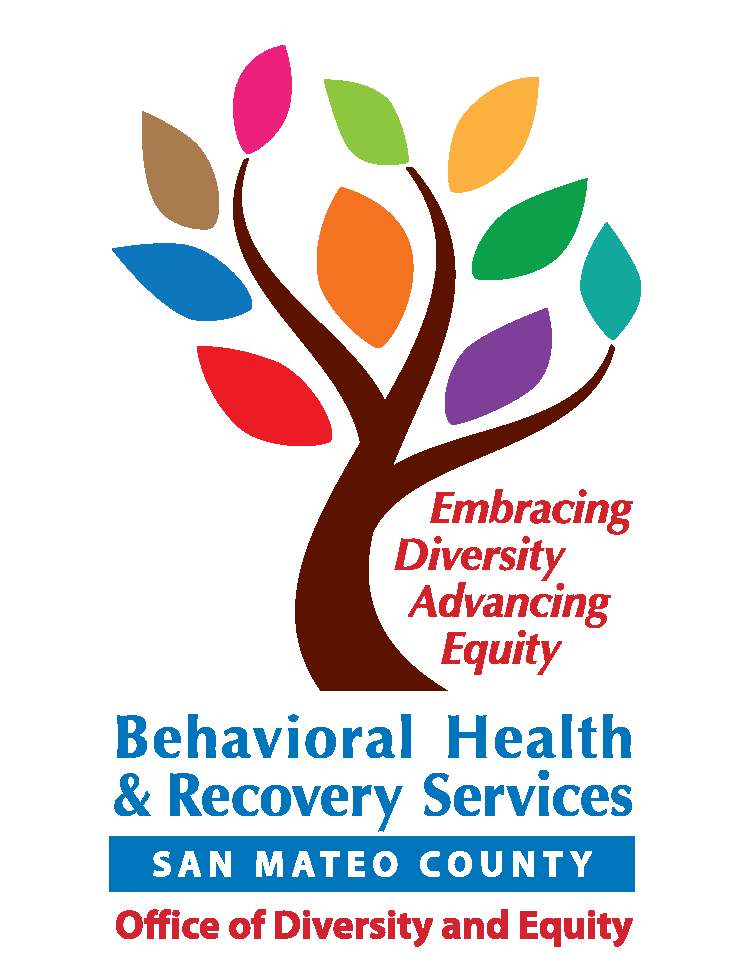 Embracing
Diversity
Advancing
Equity
Behavioral Health
& Recovery Services
SAN MATEO COUNTY
Office of Diversity and Equity